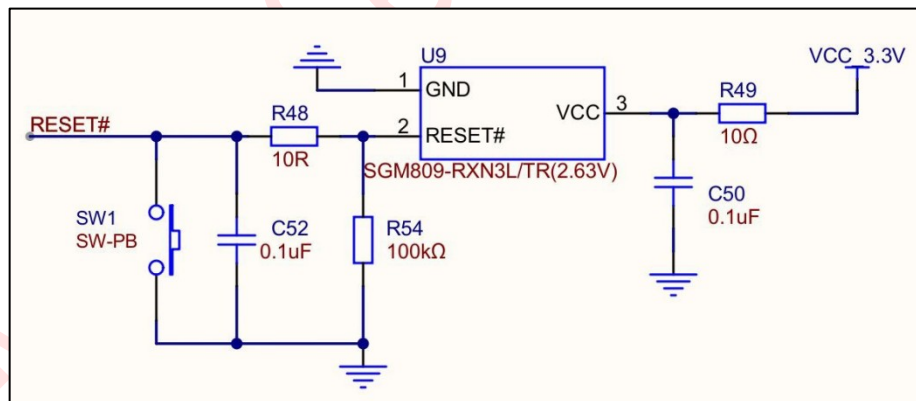 U9
VCC_3.3V
1
GND
R49
RESET#
R48
2
RESET#
VCC
3
10R
10Ω
SGM809-RXN3L/TR(2.63V)
SW1
SW-PB
C52
0.1uF
R54
100kΩ
C50
0.1uF